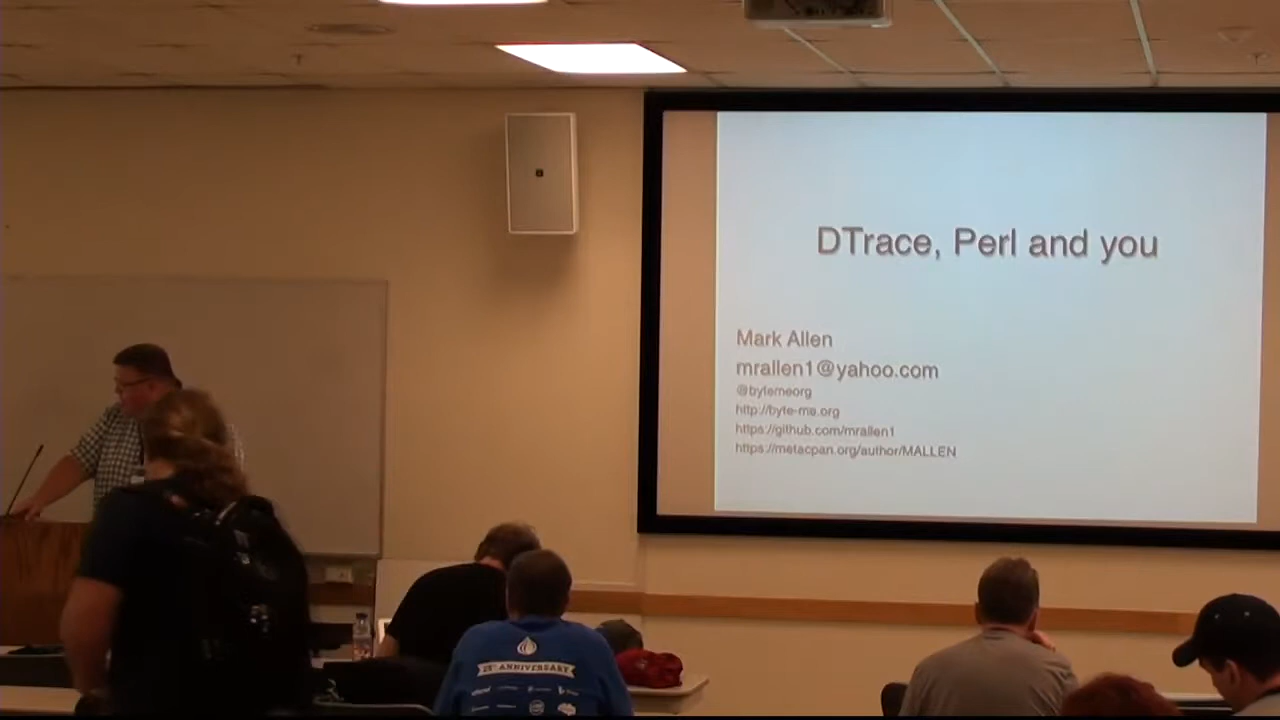 DTrace, Perl and you
Mark Allen
mrallen1@yahoo.com
@bytemeorg
http://byte-me.org
https://github.com/mrallen1
https://metacpan.org/author/MALLEN
ANNIVERSARY